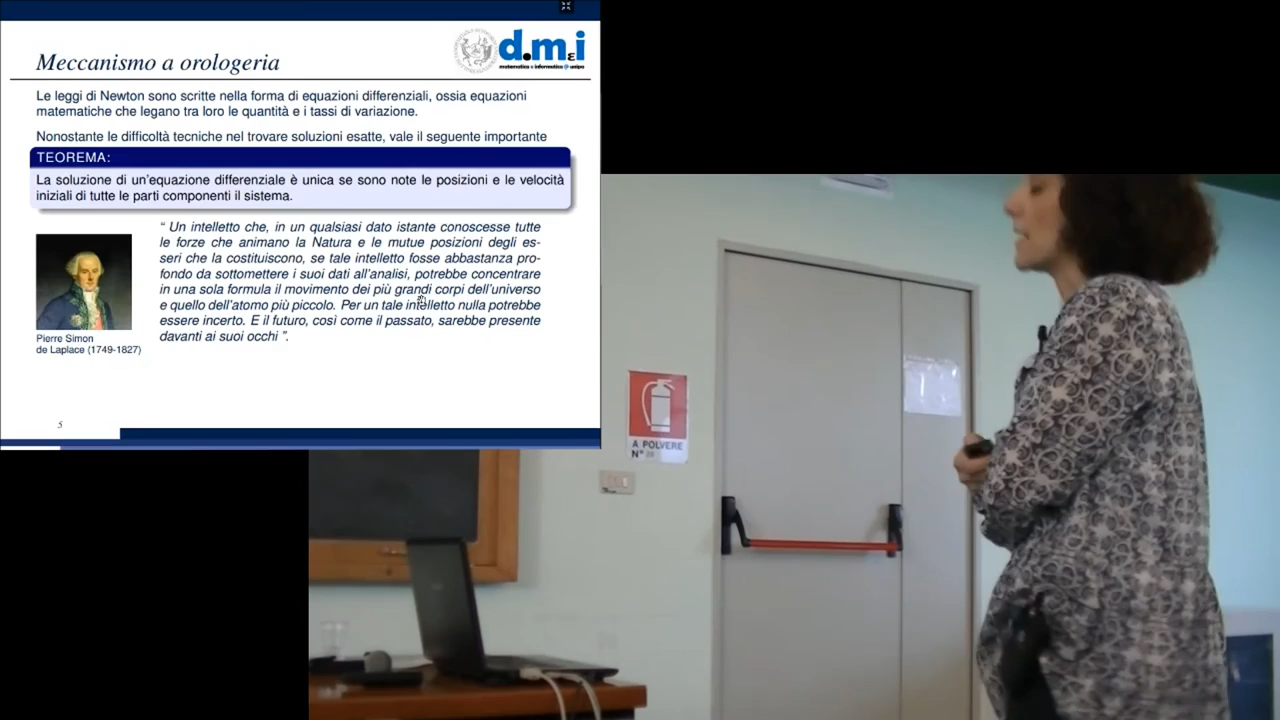 Meccanismo a orologeria
d.mεi
matematica e informatica @ unipa
Le leggi di Newton sono scritte nella forma di equazioni differenziali, ossia equazioni
matematiche che legano tra loro le quantità e i tassi di variazione.
Nonostante le difficoltà tecniche nel trovare soluzioni esatte, vale il seguente importante
TEOREMA:
La soluzione di un'equazione differenziale è unica se sono note le posizioni e le velocità
iniziali di tutte le parti componenti il sistema.
“ Un intelletto che, in un qualsiasi dato istante conoscesse tutte
le forze che animano la Natura e le mutue posizioni degli es-
seri che la costituiscono, se tale intelletto fosse abbastanza pro-
fondo da sottomettere i suoi dati all'analisi, potrebbe concentrare
in una sola formula il movimento dei più grandi corpi dell'universo
e quello dell'atomo più piccolo. Per un tale intelletto nulla potrebbe
essere incerto. E il futuro, così come il passato, sarebbe presente
davanti ai suoi occhi ”.
Pierre Simon
de Laplace (1749-1827)
5
A POLVERE
N°